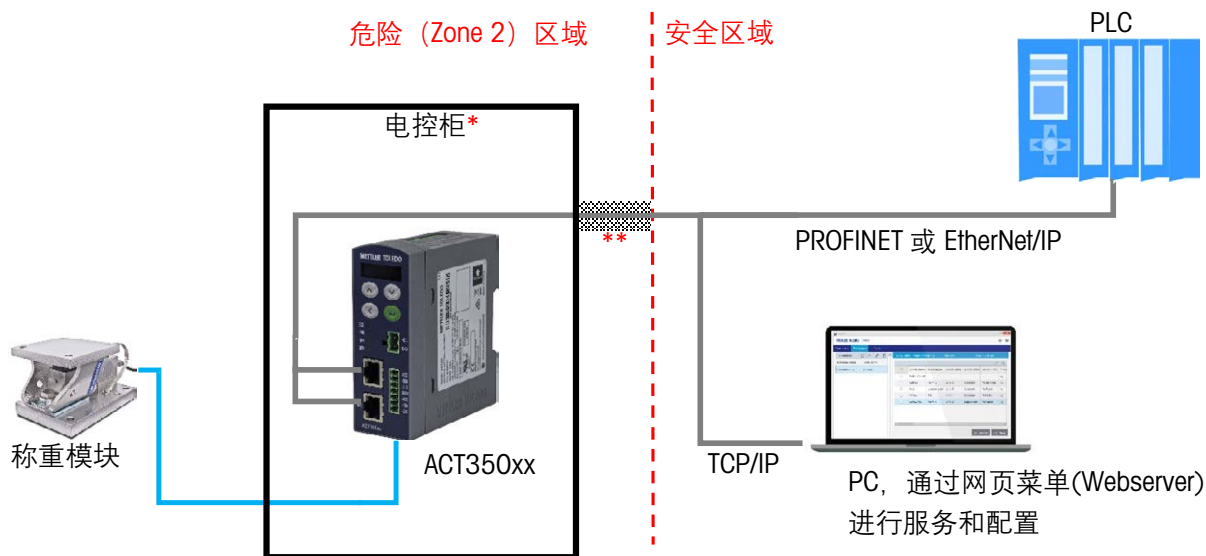 危险（Zone 2）区域
安全区域
PLC
电控柜*
**
PROFINET 或 EtherNet/IP
METTLER TOLEDO
称重模块
ACT350xx
TCP/IP
PC，通过网页菜单(Webserver)
进行服务和配置